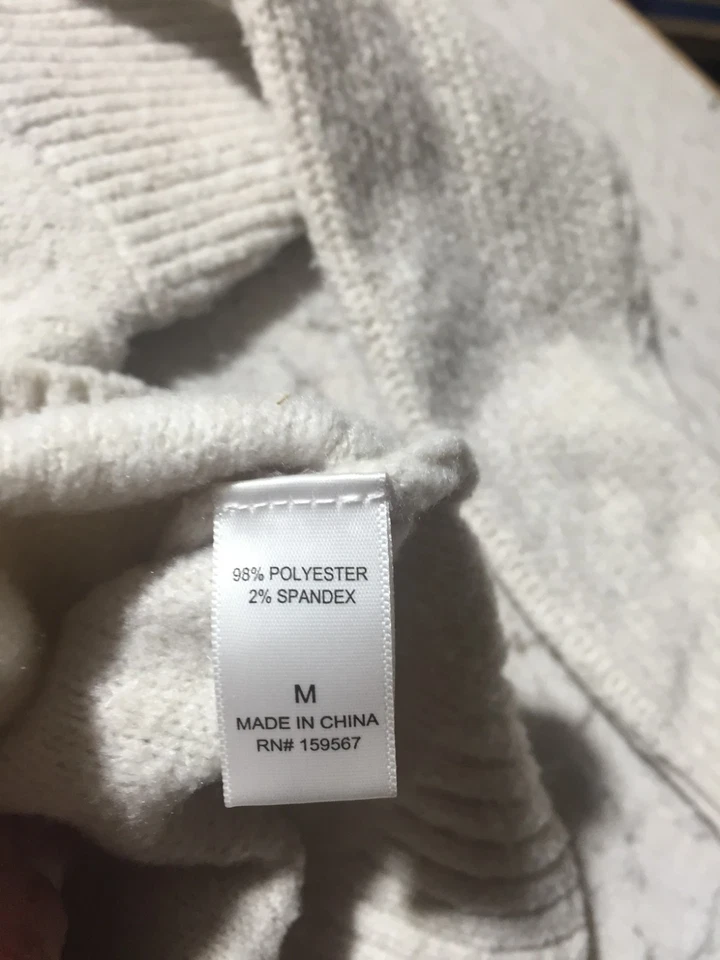 98% POLYESTER
2% SPANDEX
M
MADE IN CHINA
RN# 159567